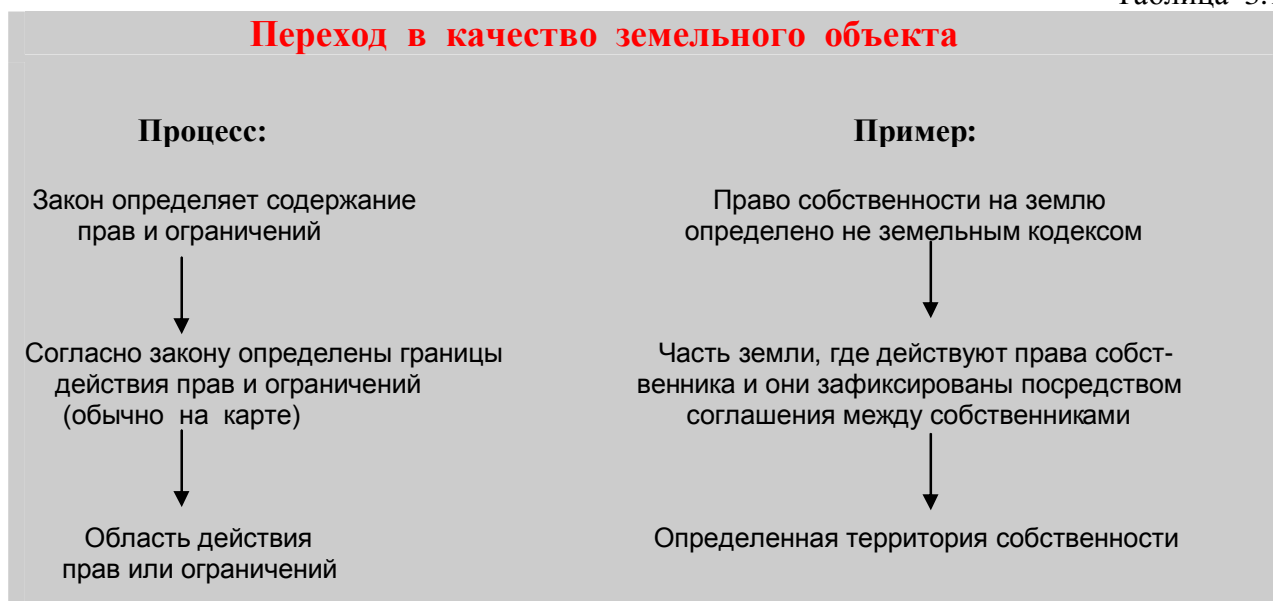 Таблица 3.
Переход в качество земельного объекта
Процесс:
Закон определяет содержание
прав и ограничений
Согласно закону определены границы
действия прав и ограничений
(обычно на карте)
Область действия
прав или ограничений
Пример:
Право собственности на землю
определено не земельным кодексом
Часть земли, где действуют права собст-
венника и они зафиксированы посредством
соглашения между собственниками
Определенная территория собственности